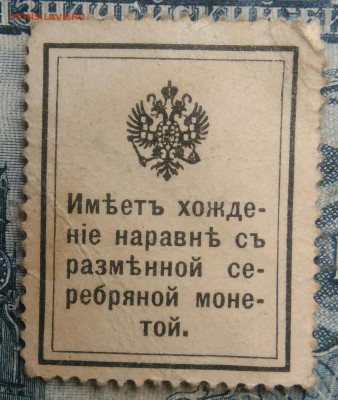 Имѣетъ хожде-
ніе наравнѣ съ
размѣнной се-
ребряной моне-
той.